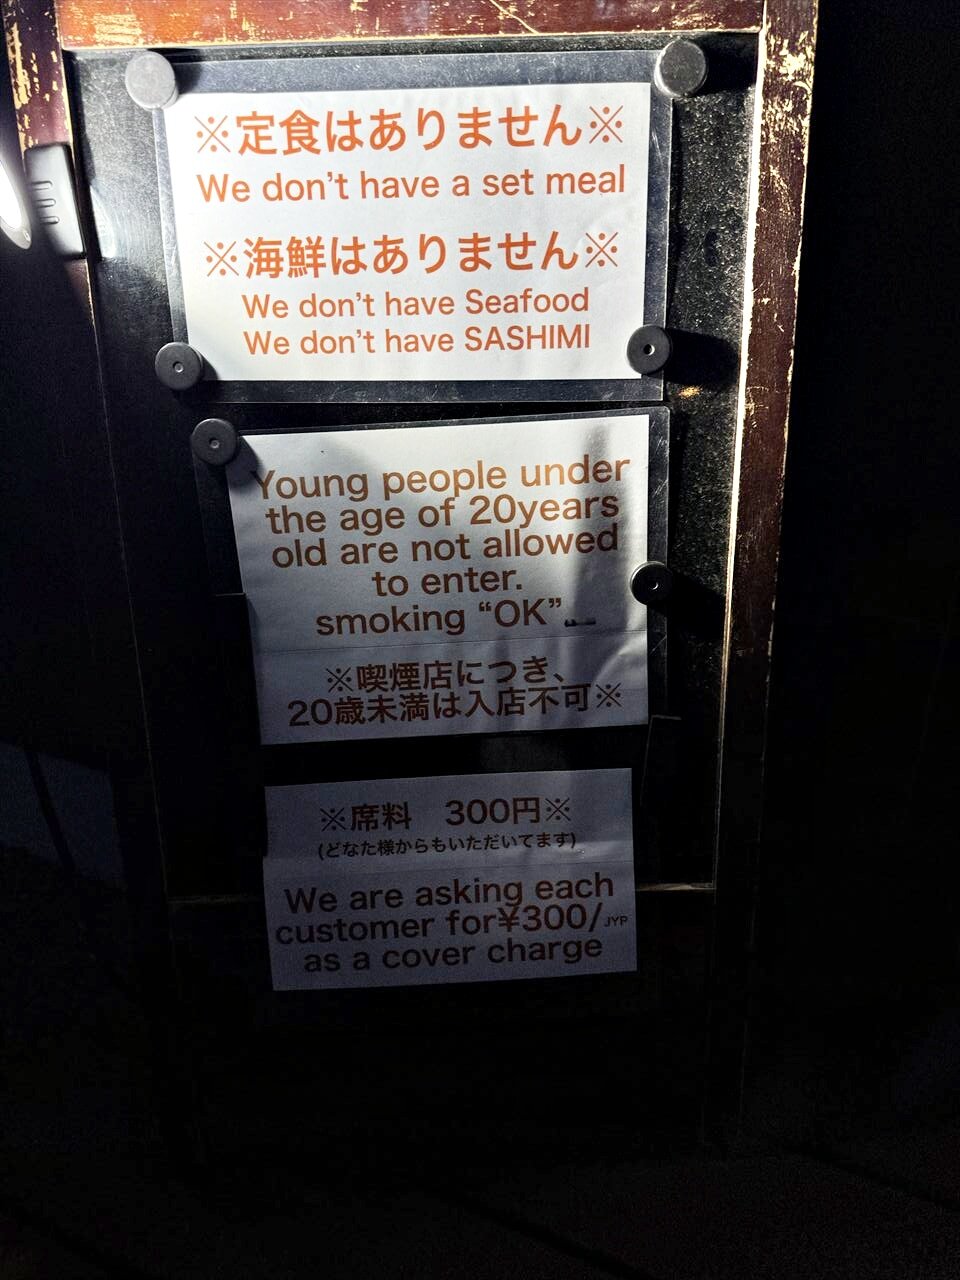 ※定食はありません※
We don't have a set meal
※海鮮はありません※
We don't have Seafood
We don't have SASHIMI
Young people under
the age of 20years
old are not allowed
to enter.
smoking “OK”
※喫煙店につき、
20歳未満は入店不可※
※席料　300円※
(どなた様からもいただいてます)
We are asking each
customer for¥300/JYP
as a cover charge